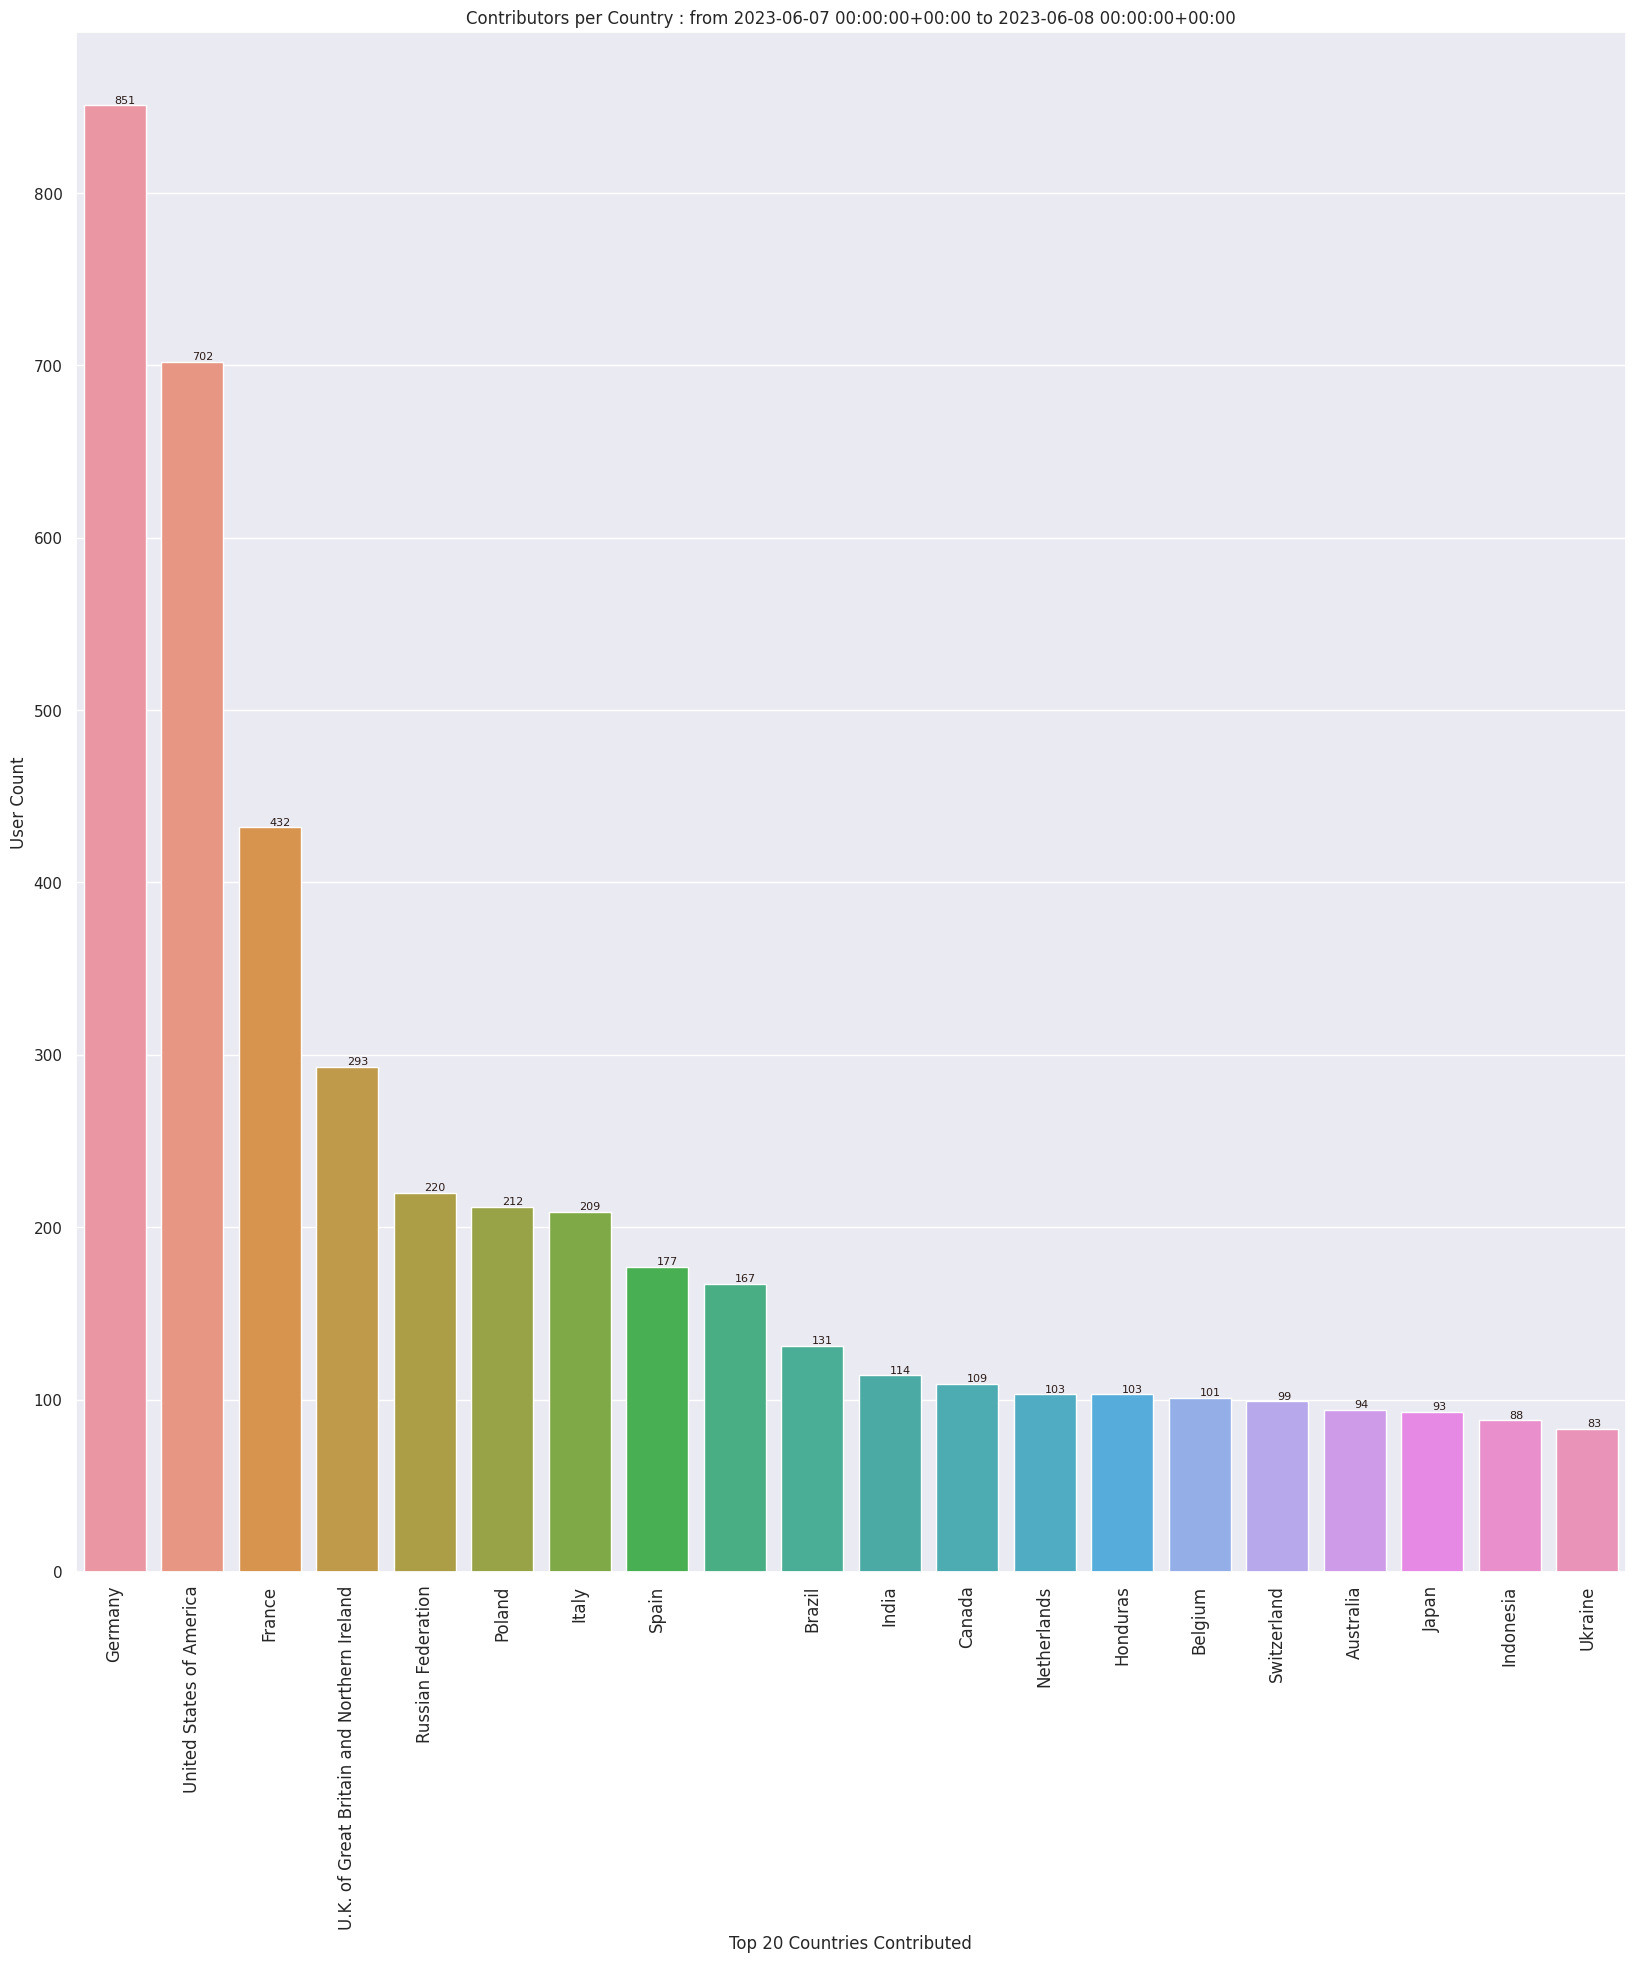 Contributors per Country : from 2023-06-07 00:00:00+00:00 to 2023-06-08 00:00:00+00:00
User Count
800
700
600
500
400
300
200
100
0
851
702
432
293
220
212
209
177
167
131
114
109
103
103
101
99
94
93
88
83
Germany
United States of America
France
U.K. of Great Britain and Northern Ireland
Russian Federation
Poland
Italy
Spain
Brazil
India
Canada
Netherlands
Honduras
Belgium
Switzerland
Australia
Japan
Indonesia
Ukraine
Top 20 Countries Contributed